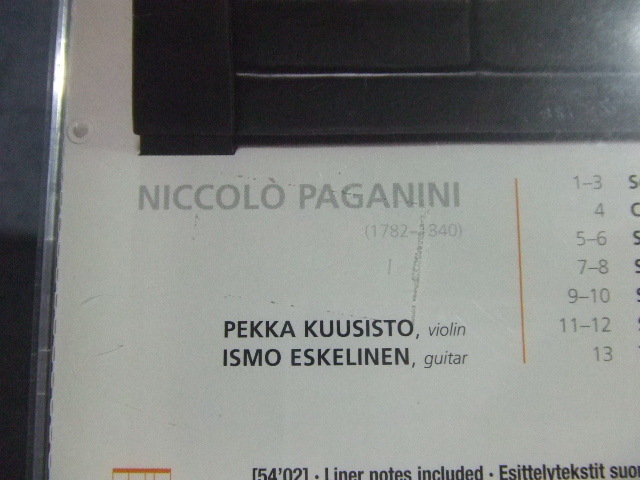 NICCOLÒ PAGANINI
(1782–1840)
PEKKA KUUSISTO, violin
ISMO ESKELINEN, guitar
1–3
4
5–6
7–8
9–10
11–12
13
[54'02] · Liner notes included · Esittelytekstit